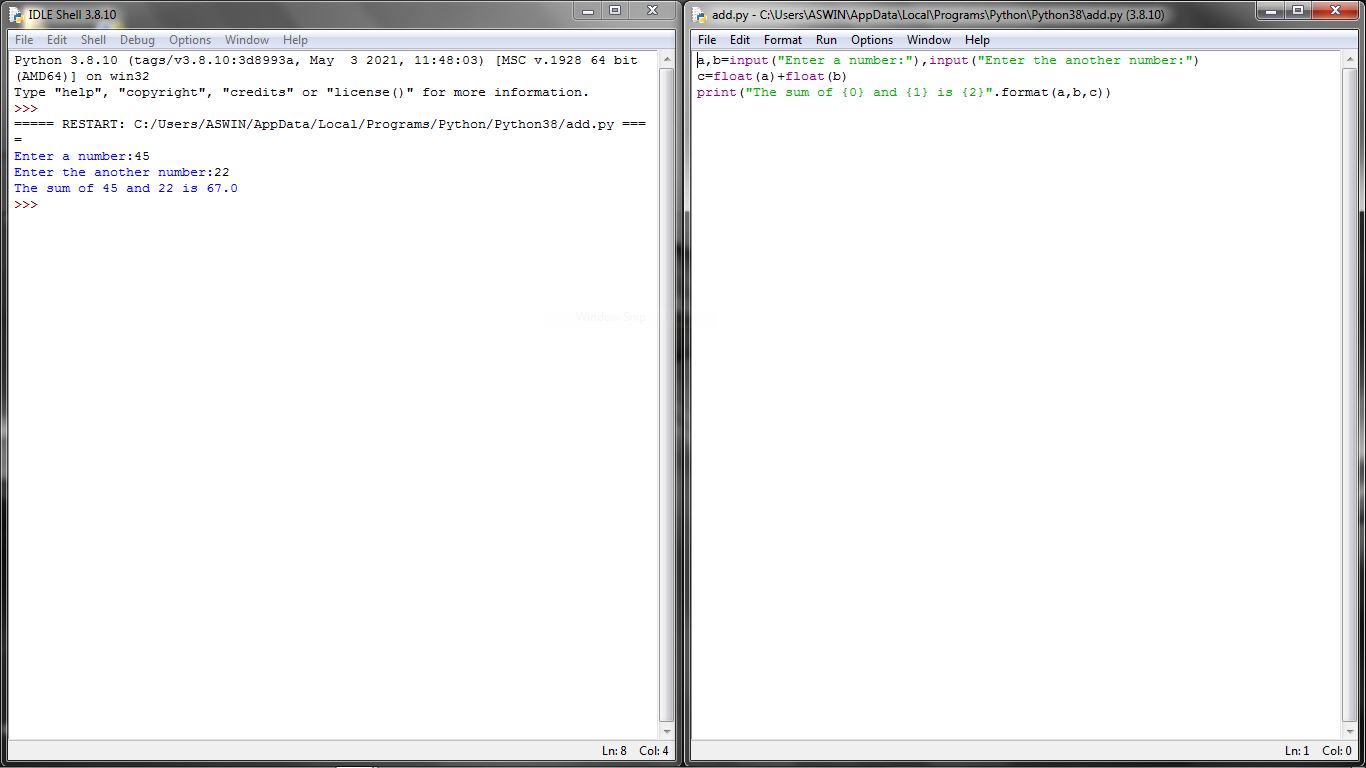 IDLE Shell 3.8.10
File Edit Shell Debug Options Window Help
Python 3.8.10 (tags/v3.8.10:3d8993a, May  3 2021, 11:48:03) [MSC v.1928 64 bit
(AMD64)] on win32
Type "help", "copyright", "credits" or "license()" for more information.
>>>
===== RESTART: C:/Users/ASWIN/AppData/Local/Programs/Python/Python38/add.py ===
=
Enter a number:45
Enter the another number:22
The sum of 45 and 22 is 67.0
>>>
Window Snip
Ln: 8 Col: 4
add.py - C:\Users\ASWIN\AppData\Local\Programs\Python\Python38\add.py (3.8.10)
File Edit Format Run Options Window Help
a,b=input("Enter a number:"),input("Enter the another number:")
c=float(a)+float(b)
print("The sum of {0} and {1} is {2}".format(a,b,c))
Ln: 1 Col: 0